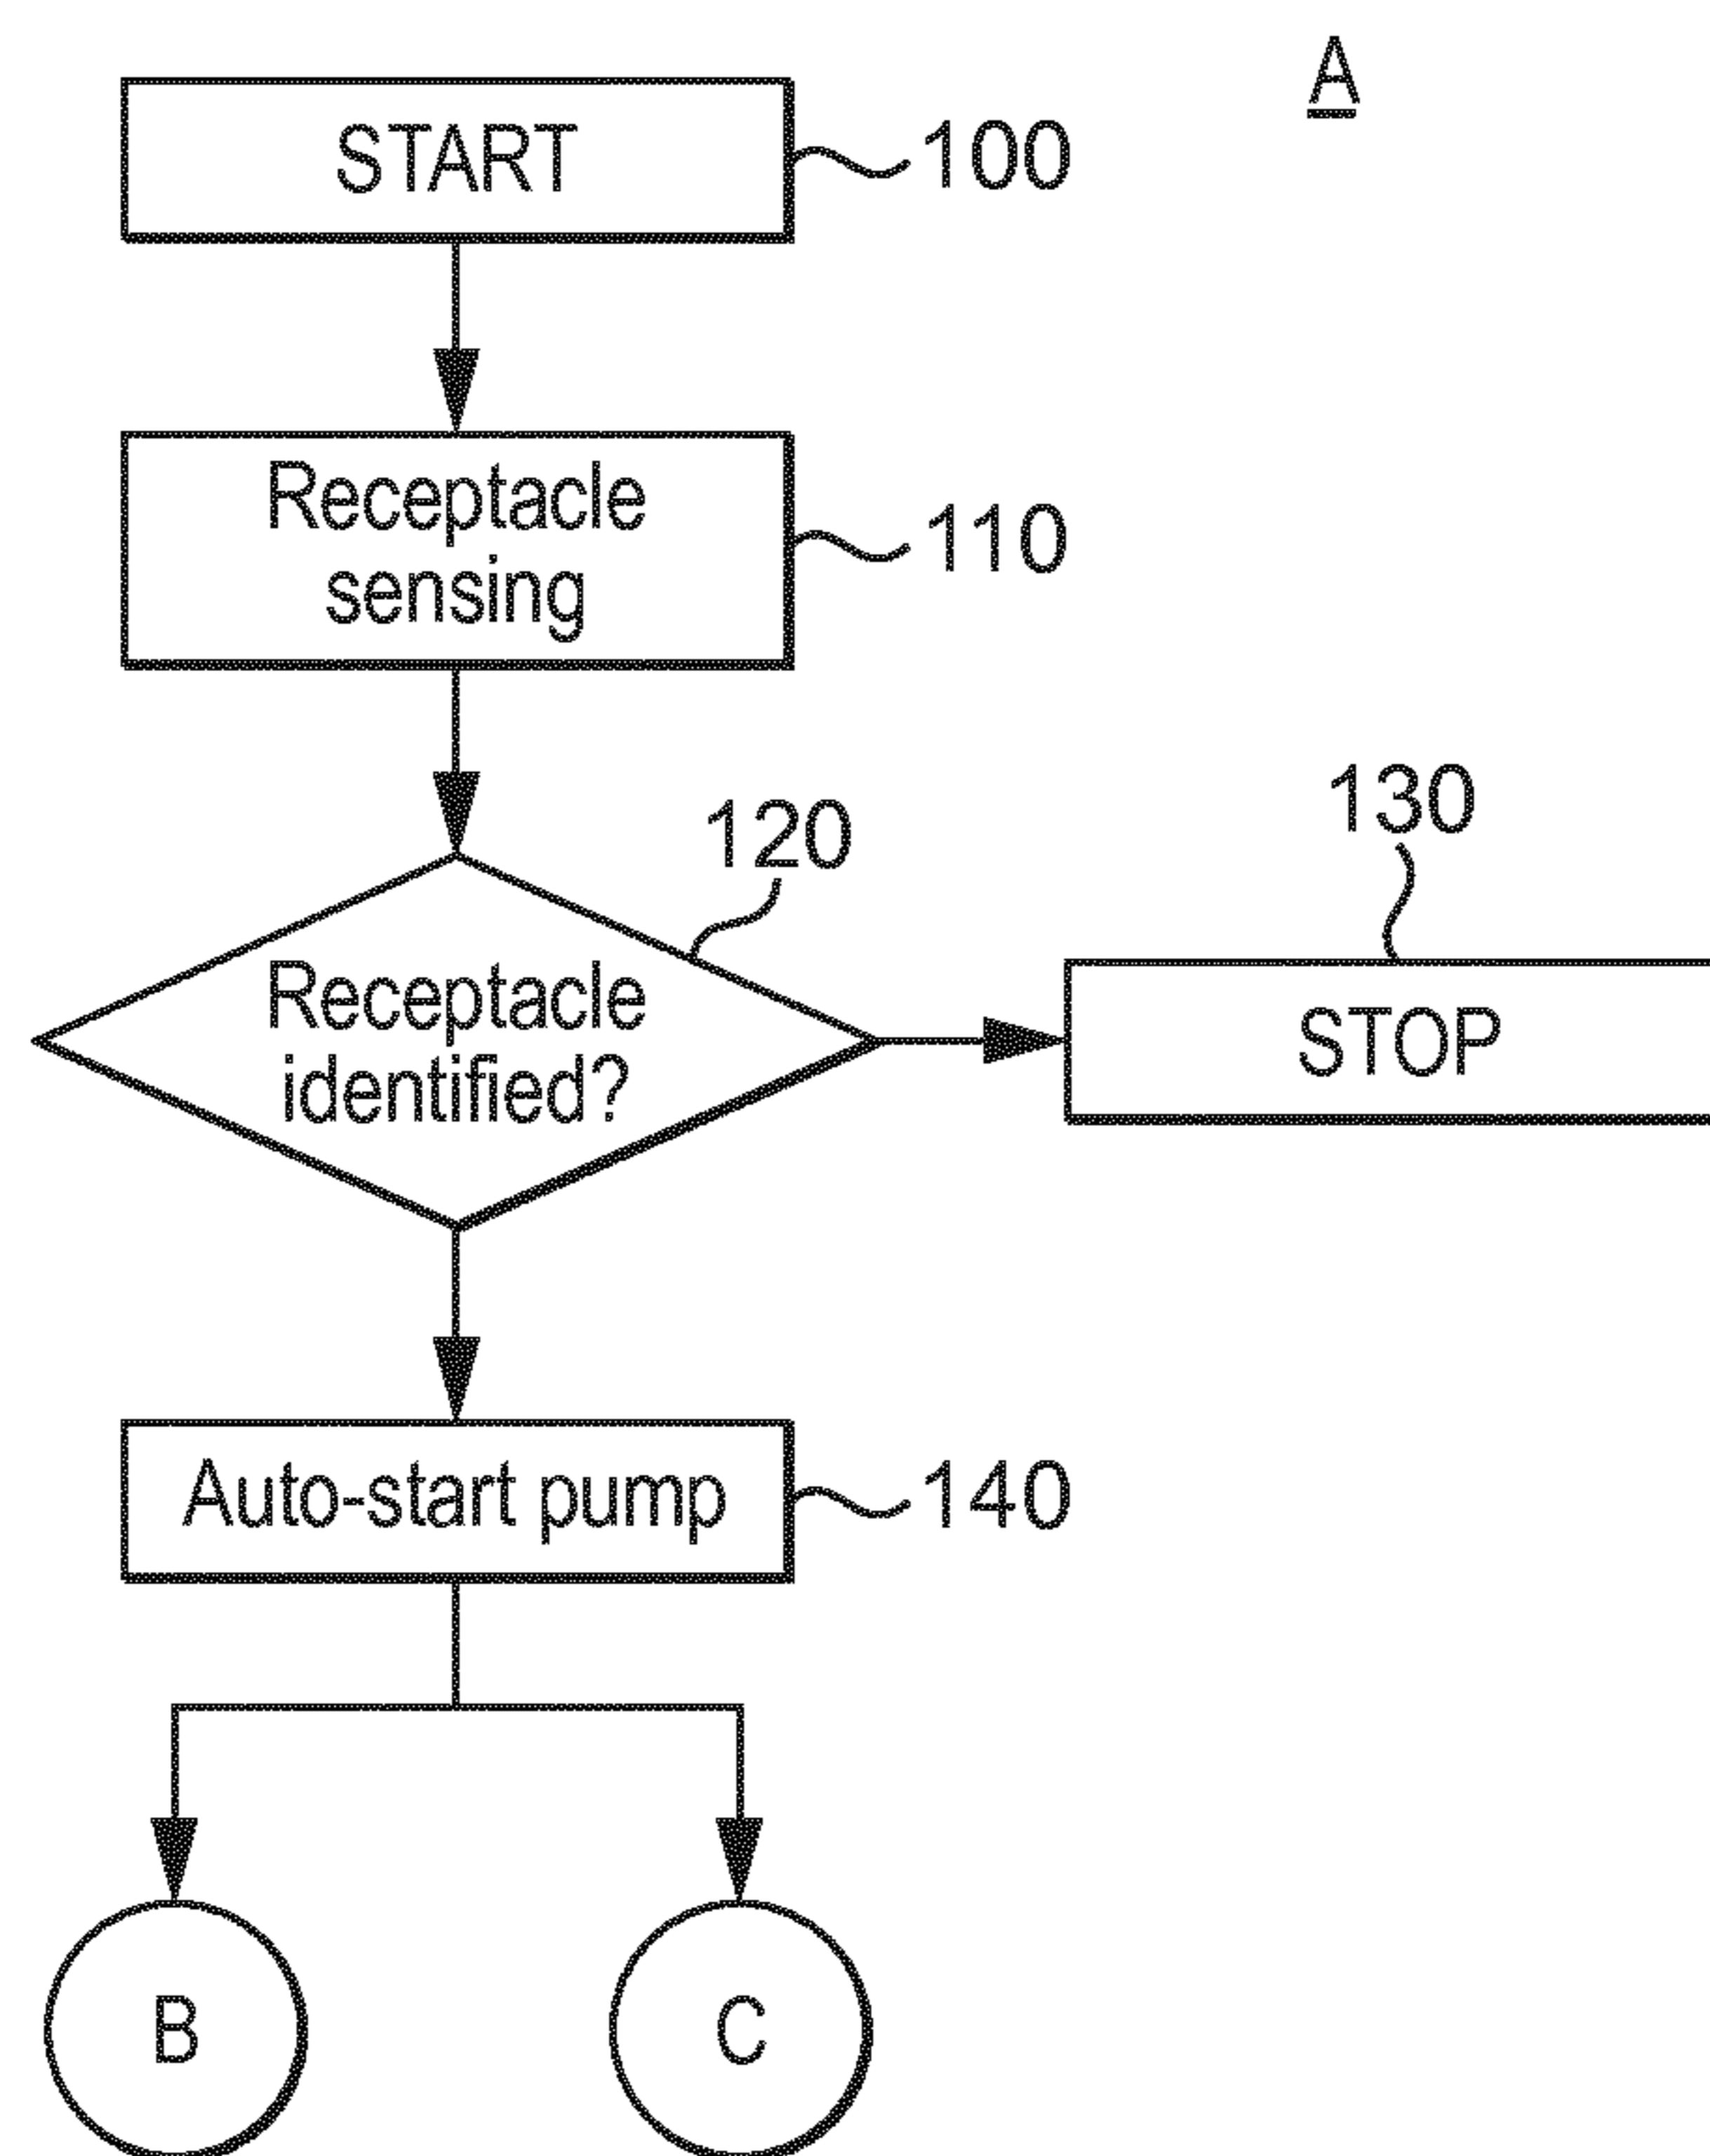 A
START
100
Receptacle
sensing
110
120
130
Receptacle
identified?
STOP
Auto-start pump
140
B
C